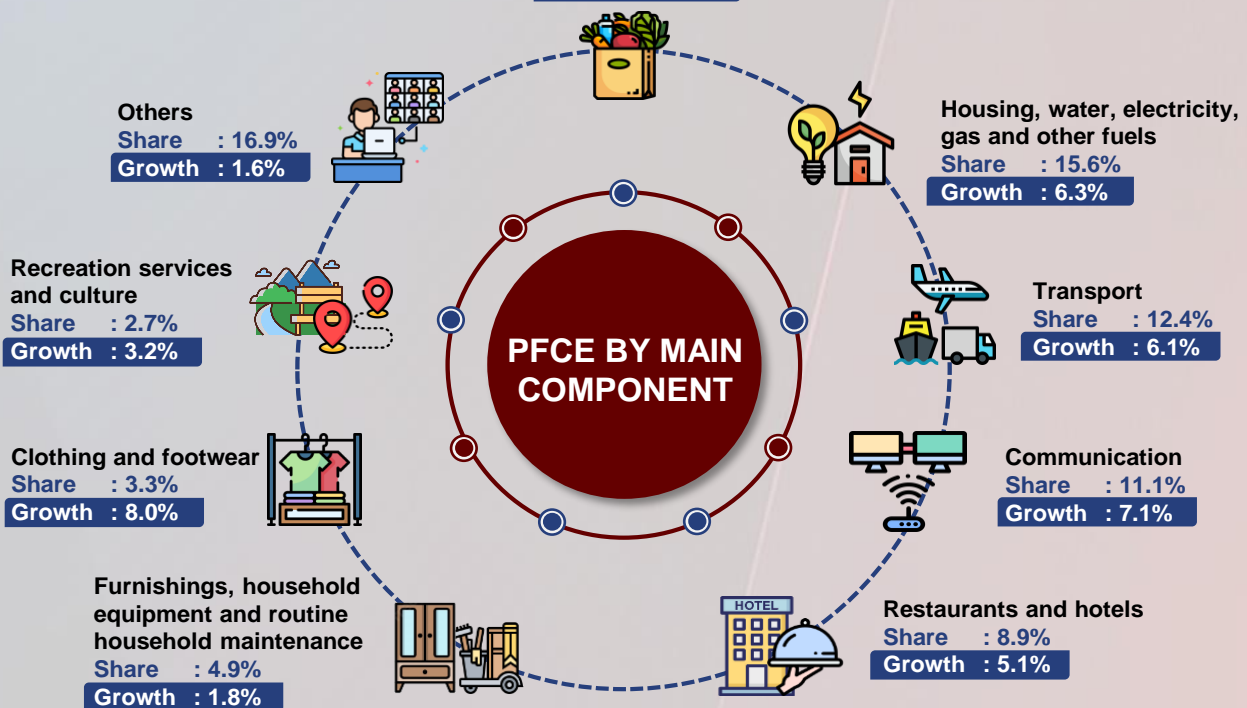 Others
Share : 16.9%
Growth : 1.6%
Housing, water, electricity,
gas and other fuels
Share : 15.6%
Growth : 6.3%
Recreation services
and culture
Share : 2.7%
Growth : 3.2%
Transport
Share : 12.4%
Growth : 6.1%
PFCE BY MAIN
COMPONENT
Clothing and footwear
Share : 3.3%
Growth : 8.0%
Communication
Share : 11.1%
Growth : 7.1%
Furnishings, household
equipment and routine
household maintenance
Share : 4.9%
Growth : 1.8%
HOTEL
Restaurants and hotels
Share : 8.9%
Growth : 5.1%